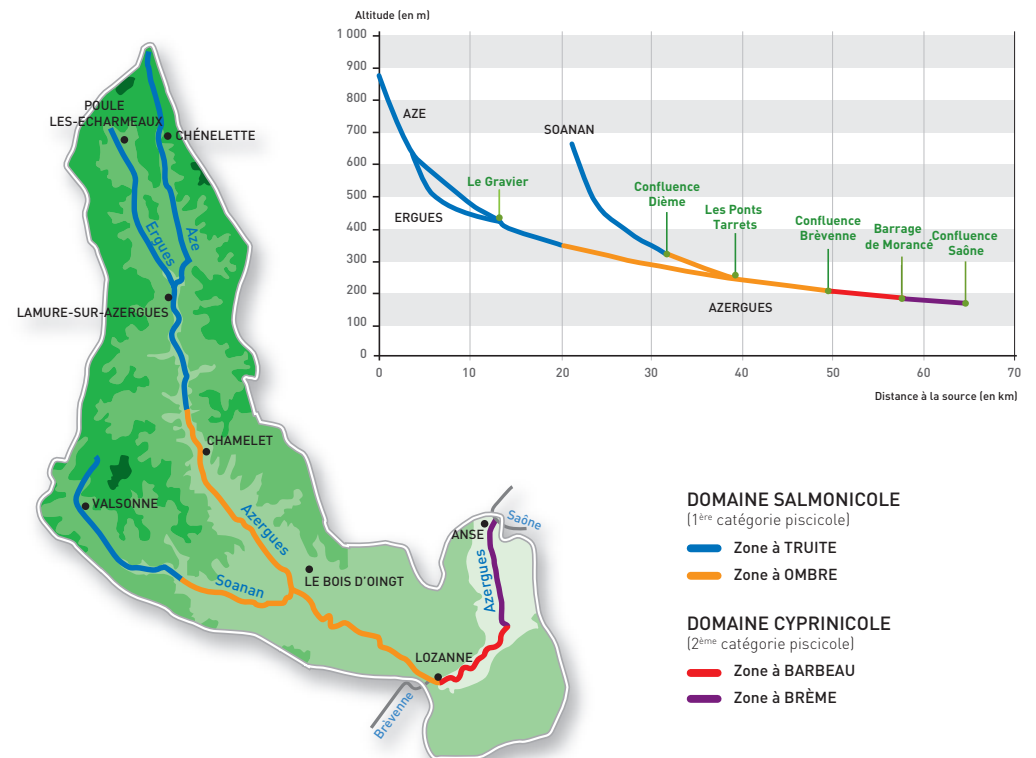 Altitude (en m)
1 000
900
800
700
600
500
400
300
200
100
0
0
10
20
30
40
50
60
70
Distance à la source (en km)
AZE
SOANAN
Le Gravier
ERGUES
Confluence
Dième
Les Ponts
Tarrets
Confluence
Brèvenne
Barrage
de Morancé
Confluence
Saône
AZERGUES
POULE
LES-ECHARMEAUX
CHÉNELETTE
Ergues
Aze
LAMURE-SUR-AZERGUES
CHAMELET
VALSONNE
Azergues
Soanan
LE BOIS D'OINGT
ANSE
Saône
Azergues
LOZANNE
Brèvenne
DOMAINE SALMONICOLE
(1ère catégorie piscicole)
Zone à TRUITE
Zone à OMBRE
DOMAINE CYPRINICOLE
(2ème catégorie piscicole)
Zone à BARBEAU
Zone à BRÈME